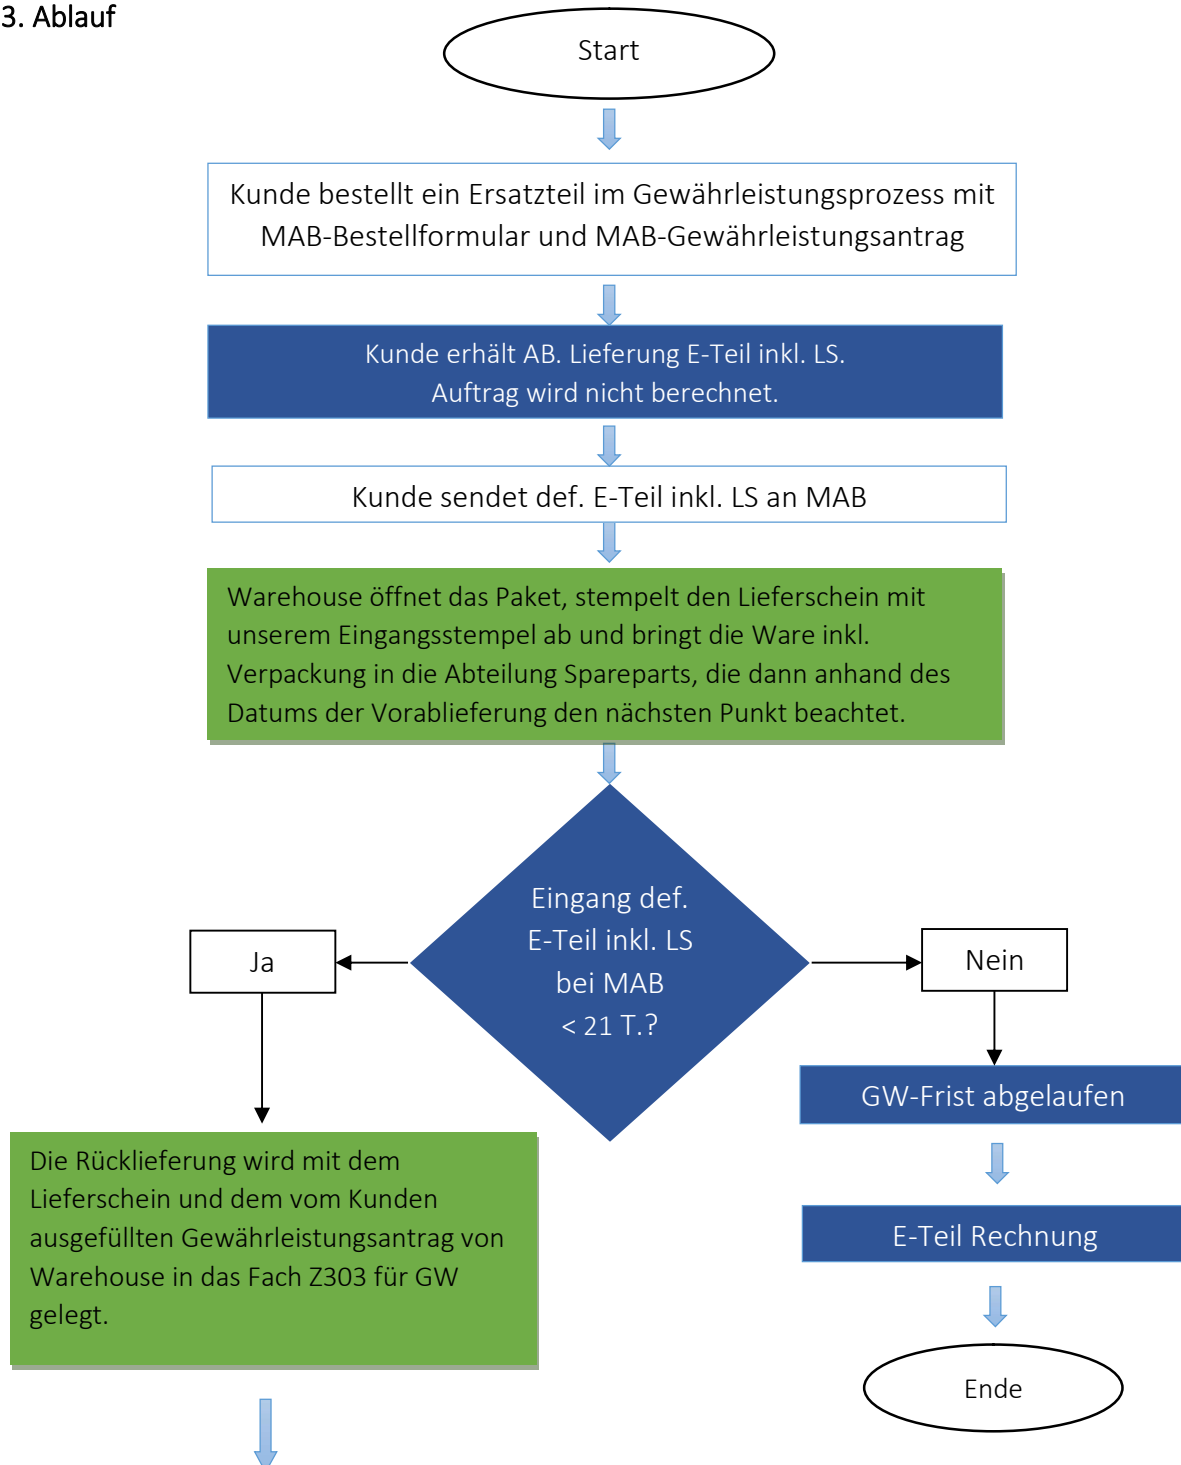 3. Ablauf
Start
Kunde bestellt ein Ersatzteil im Gewährleistungsprozess mit
MAB-Bestellformular und MAB-Gewährleistungsantrag
Kunde erhält AB. Lieferung E-Teil inkl. LS.
Auftrag wird nicht berechnet.
Kunde sendet def. E-Teil inkl. LS an MAB
Warehouse öffnet das Paket, stempelt den Lieferschein mit
unserem Eingangsstempel ab und bringt die Ware inkl.
Verpackung in die Abteilung Spareparts, die dann anhand des
Datums der Vorablieferung den nächsten Punkt beachtet.
Eingang def.
E-Teil inkl. LS
bei MAB
< 21 T.?
Ja
Nein
GW-Frist abgelaufen
E-Teil Rechnung
Ende
Die Rücklieferung wird mit dem
Lieferschein und dem vom Kunden
ausgefüllten Gewährleistungsantrag von
Warehouse in das Fach Z303 für GW
gelegt.